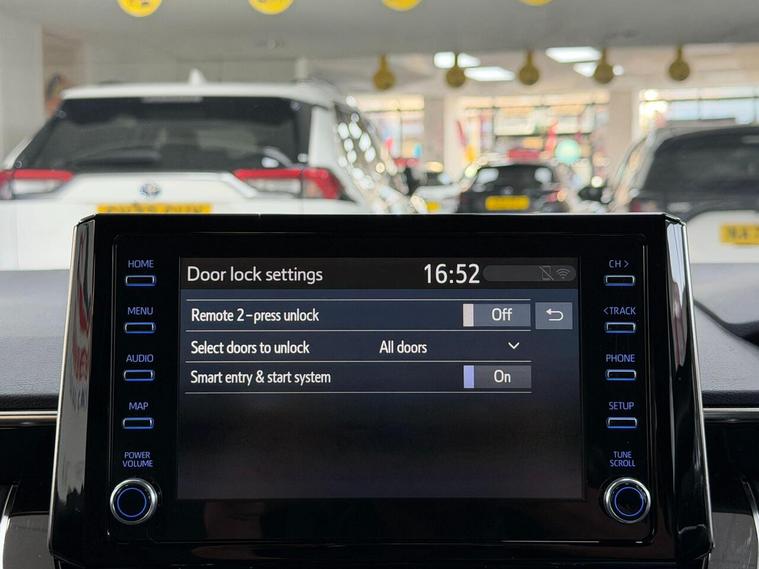 HOME
MENU
AUDIO
MAP
POWER
VOLUME
Door lock settings
16:52
Remote 2-press unlock
Off
Select doors to unlock
All doors
Smart entry & start system
On
CH >
<TRACK
PHONE
SETUP
TUNE
SCROLL